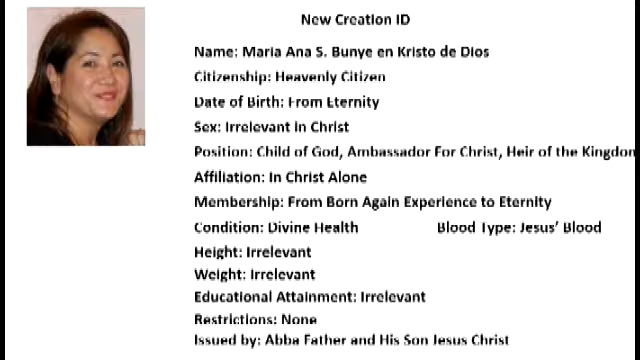 New Creation ID
Name: Maria Ana S. Bunye en Kristo de Dios
Citizenship: Heavenly Citizen
Date of Birth: From Eternity
Sex: Irrelevant in Christ
Position: Child of God, Ambassador For Christ, Heir of the Kingdom
Affiliation: In Christ Alone
Membership: From Born Again Experience to Eternity
Condition: Divine Health Blood Type: Jesus’ Blood
Height: Irrelevant
Weight: Irrelevant
Educational Attainment: Irrelevant
Restrictions: None
Issued by: Abba Father and His Son Jesus Christ